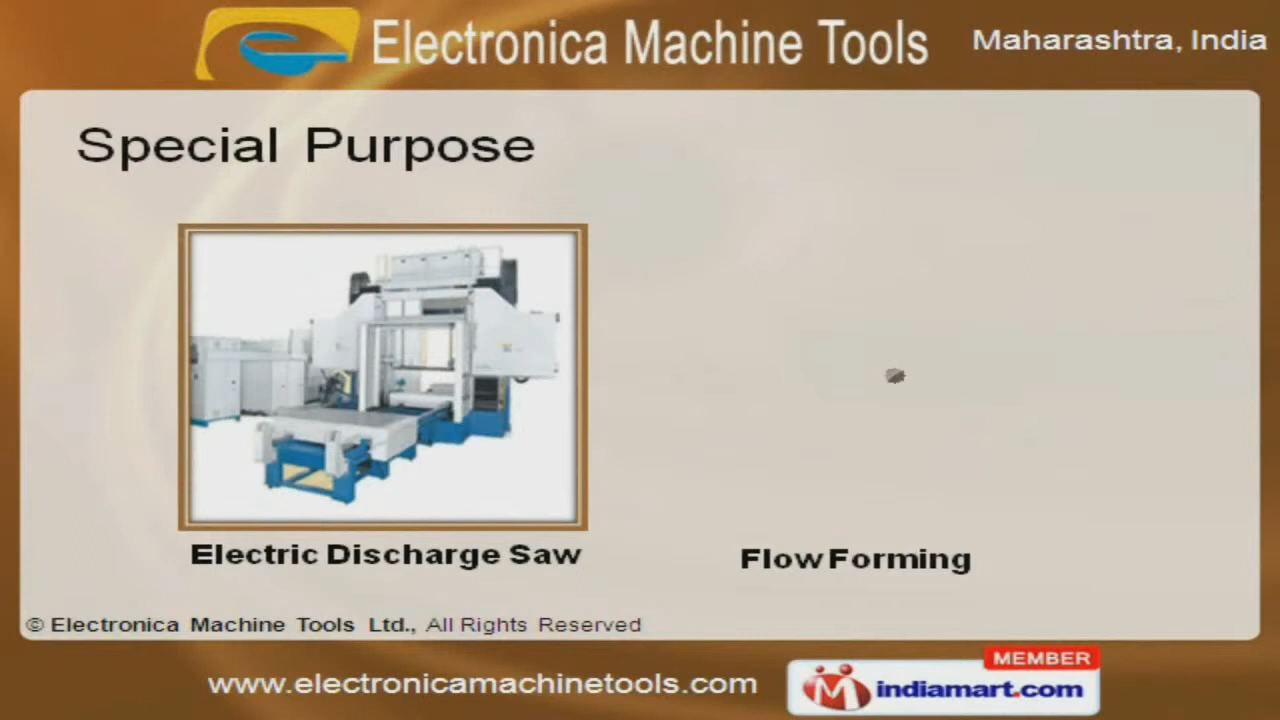 Electronica Machine Tools
Maharashtra, India
Special Purpose
Electric Discharge Saw
Flow Forming
© Electronica Machine Tools Ltd., All Rights Reserved
www.electronicamachinetools.com
MEMBER
indiamart.com